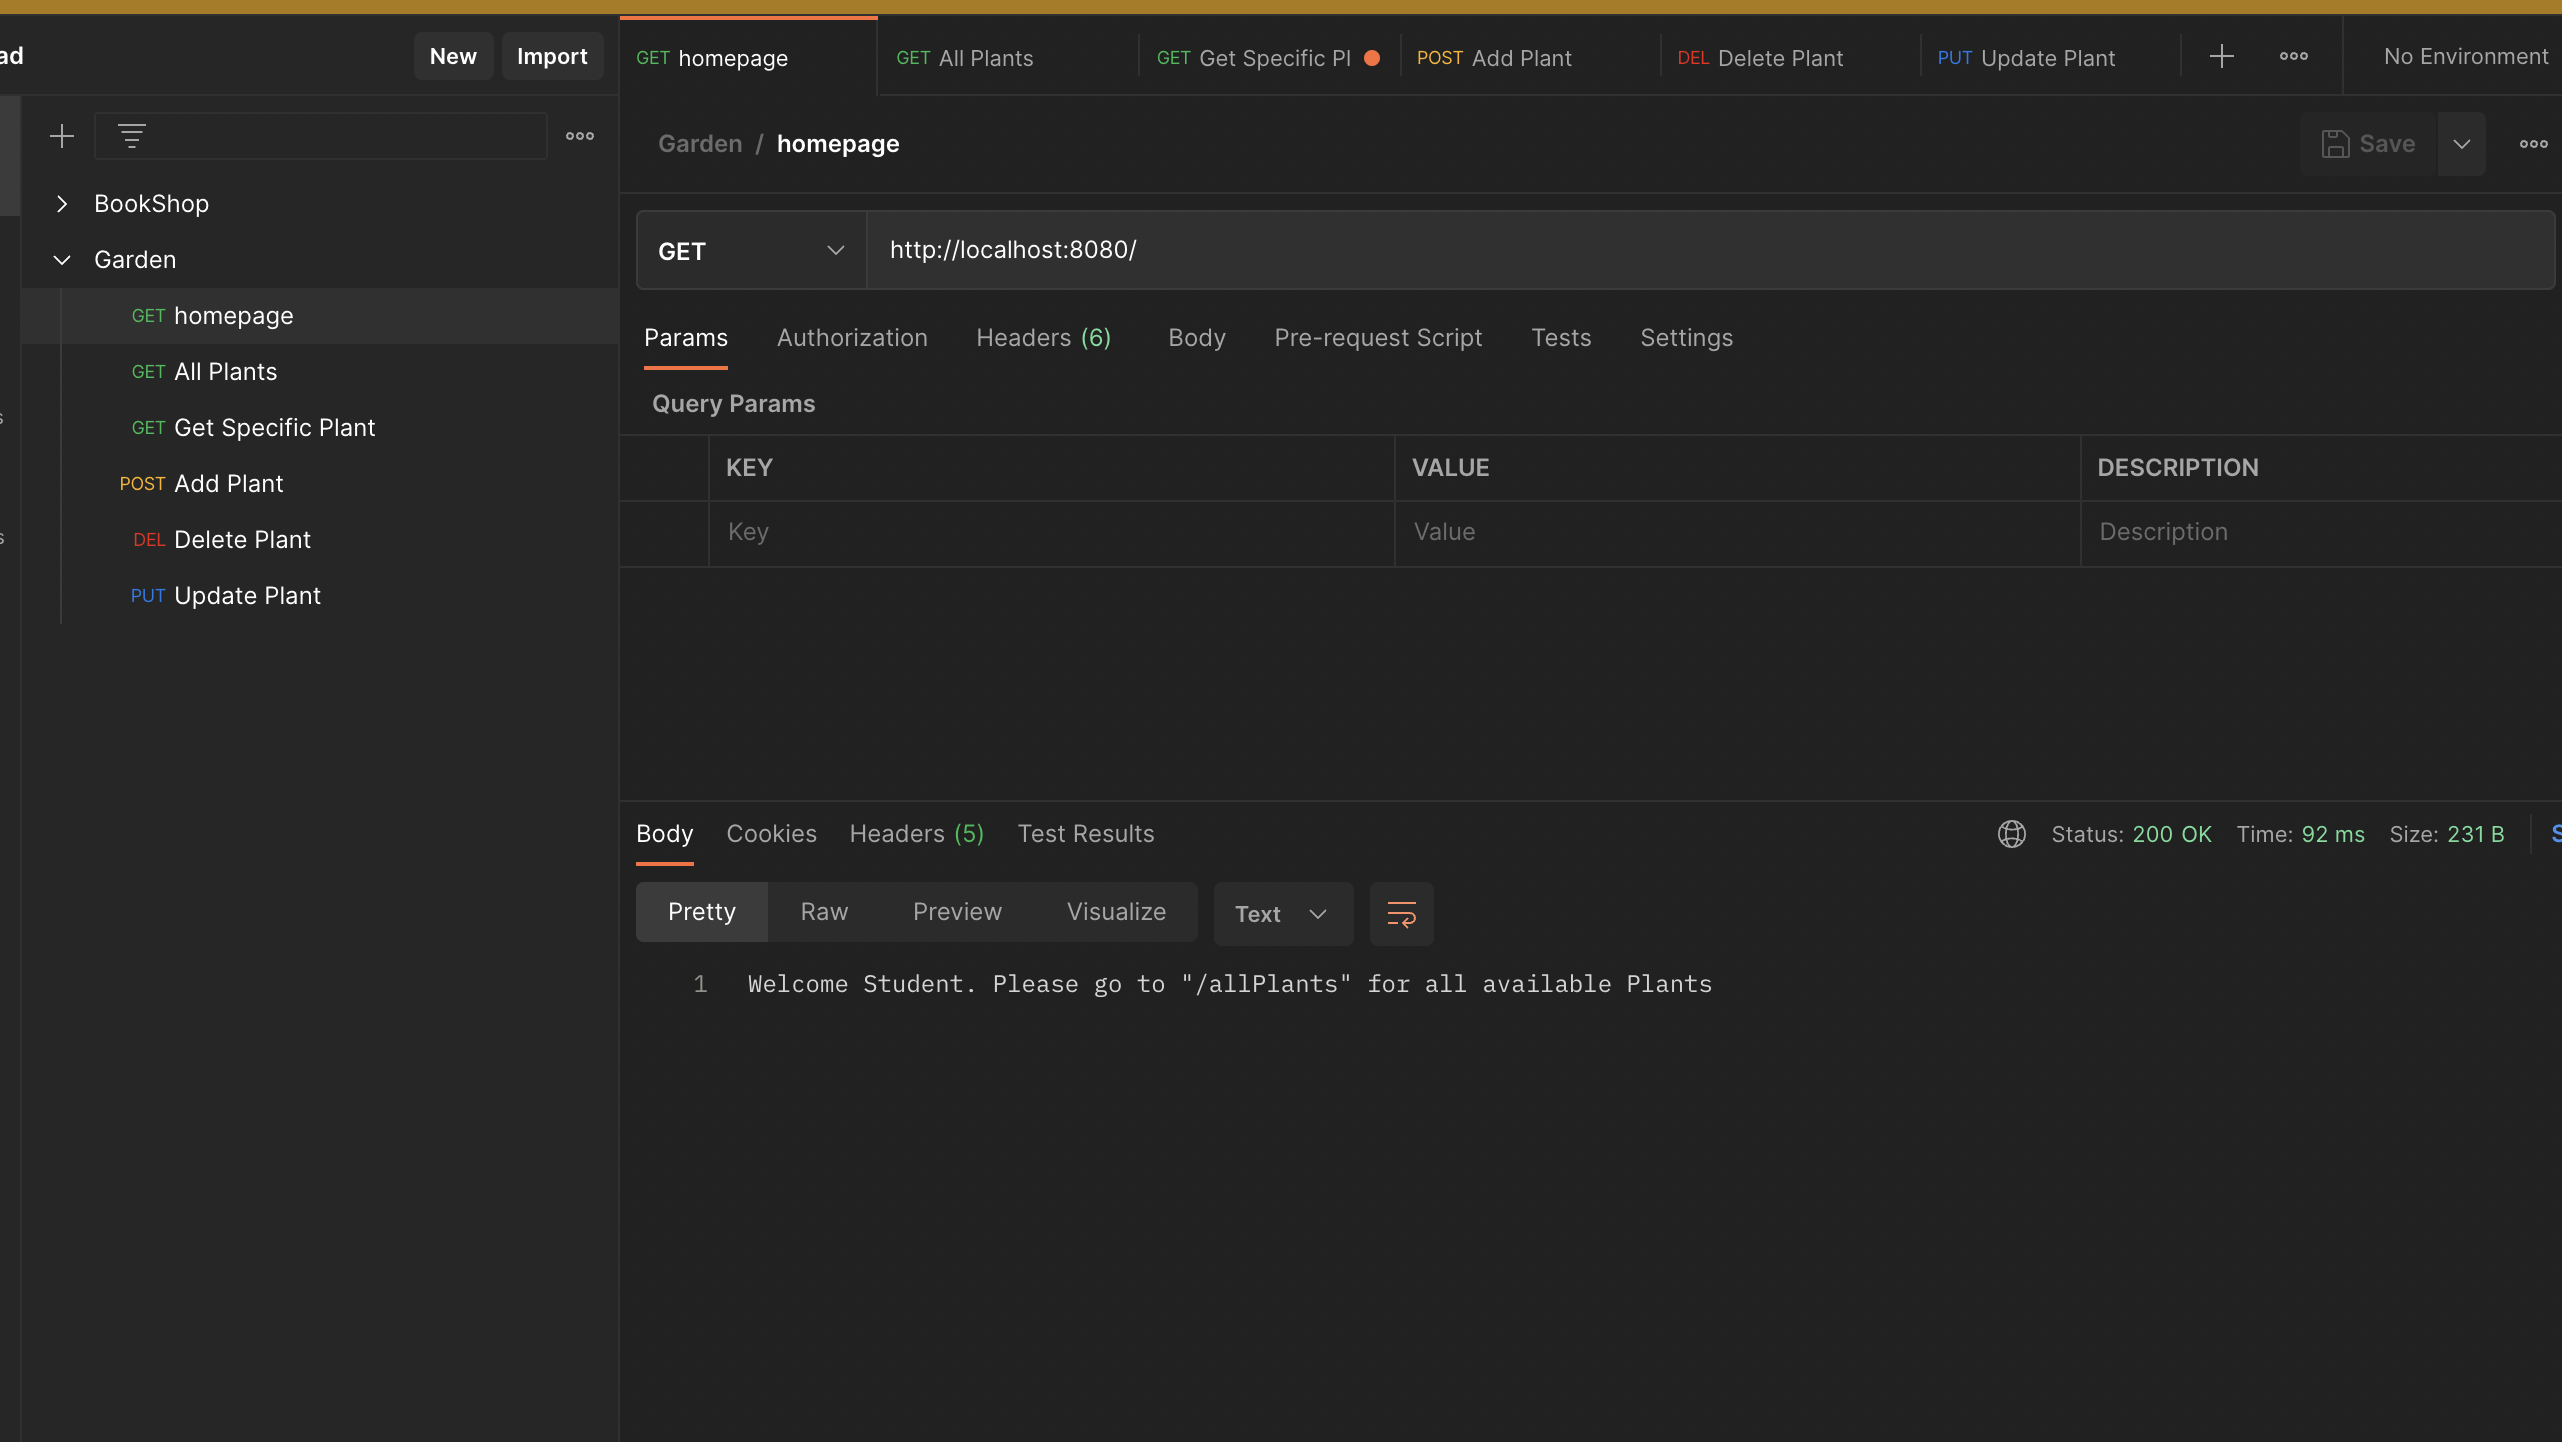 ad
New
Import
GET homepage
GET All Plants
GET Get Specific Pl
POST Add Plant
DEL Delete Plant
PUT Update Plant
No Environment
BookShop
Garden
GET homepage
GET All Plants
GET Get Specific Plant
POST Add Plant
DEL Delete Plant
PUT Update Plant
Garden / homepage
Save
GET
http://localhost:8080/
Params Authorization Headers (6) Body Pre-request Script Tests Settings
Query Params
KEY VALUE DESCRIPTION
Key Value Description
Body Cookies Headers (5) Test Results
Status: 200 OK Time: 92 ms Size: 231 B S
Pretty Raw Preview Visualize Text
1 Welcome Student. Please go to "/allPlants" for all available Plants
s
s